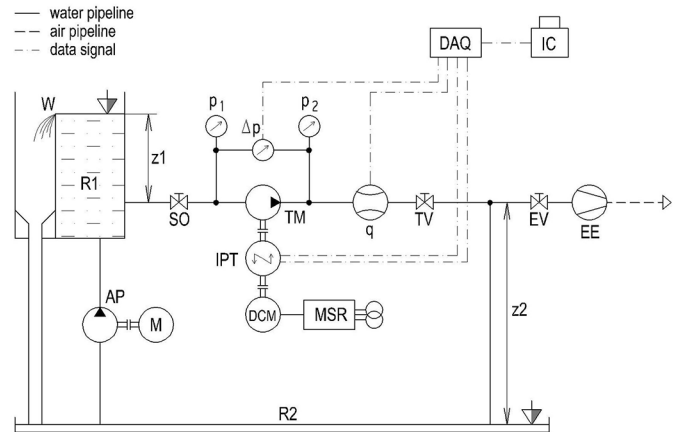 water pipeline
air pipeline
data signal
DAQ
IC
W
p1
p2
Δp
z1
R1
SO
TM
q
TV
EV
EE
IPT
AP
M
DCM
MSR
z2
R2